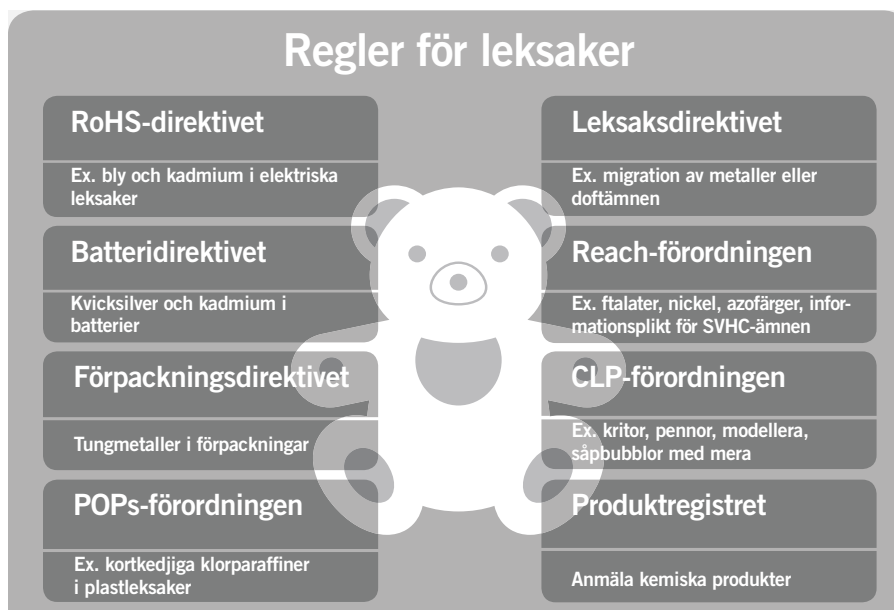 Regler för leksaker
RoHS-direktivet
Ex. bly och kadmium i elektriska
leksaker
Batteridirektivet
Kvicksilver och kadmium i
batterier
Förpackningsdirektivet
Tungmetaller i förpackningar
POPs-förordningen
Ex. kortkedjiga klorparaffiner
i plastleksaker
Leksaksdirektivet
Ex. migration av metaller eller
doftämnen
Reach-förordningen
Ex. ftalater, nickel, azofärger, infor-
mationsplikt för SVHC-ämnen
CLP-förordningen
Ex. kritor, pennor, modellera,
såpbubblor med mera
Produktregistret
Anmäla kemiska produkter